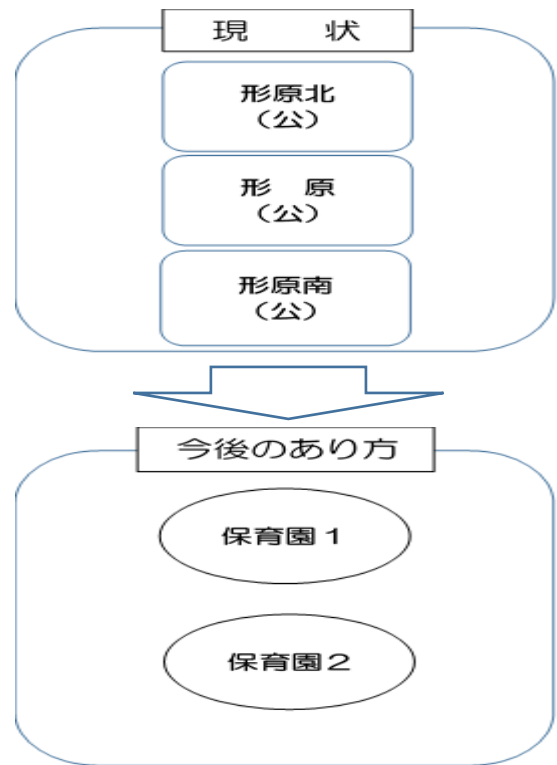 現　　状
形原北
（公）
形　原
（公）
形原南
（公）
今後のあり方
保育園１
保育園２